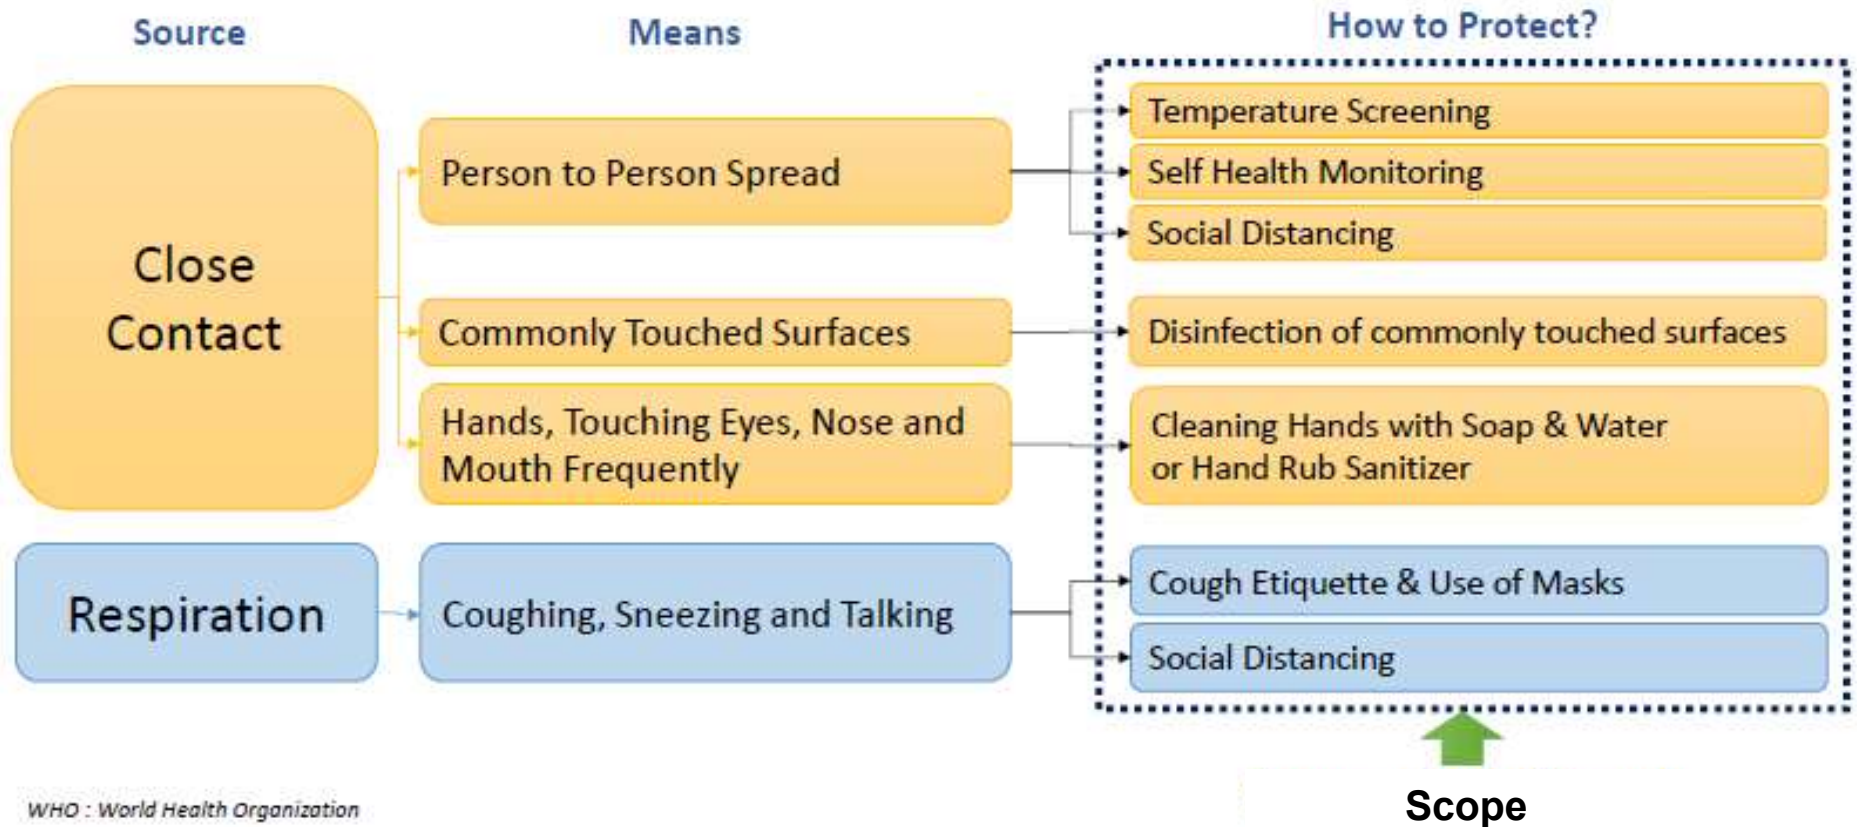 Source
Means
How to Protect?
Close
Contact
Person to Person Spread
Temperature Screening
Self Health Monitoring
Social Distancing
Commonly Touched Surfaces
Disinfection of commonly touched surfaces
Hands, Touching Eyes, Nose and
Mouth Frequently
Cleaning Hands with Soap & Water
or Hand Rub Sanitizer
Respiration
Coughing, Sneezing and Talking
Cough Etiquette & Use of Masks
Social Distancing
WHO : World Health Organization
Scope